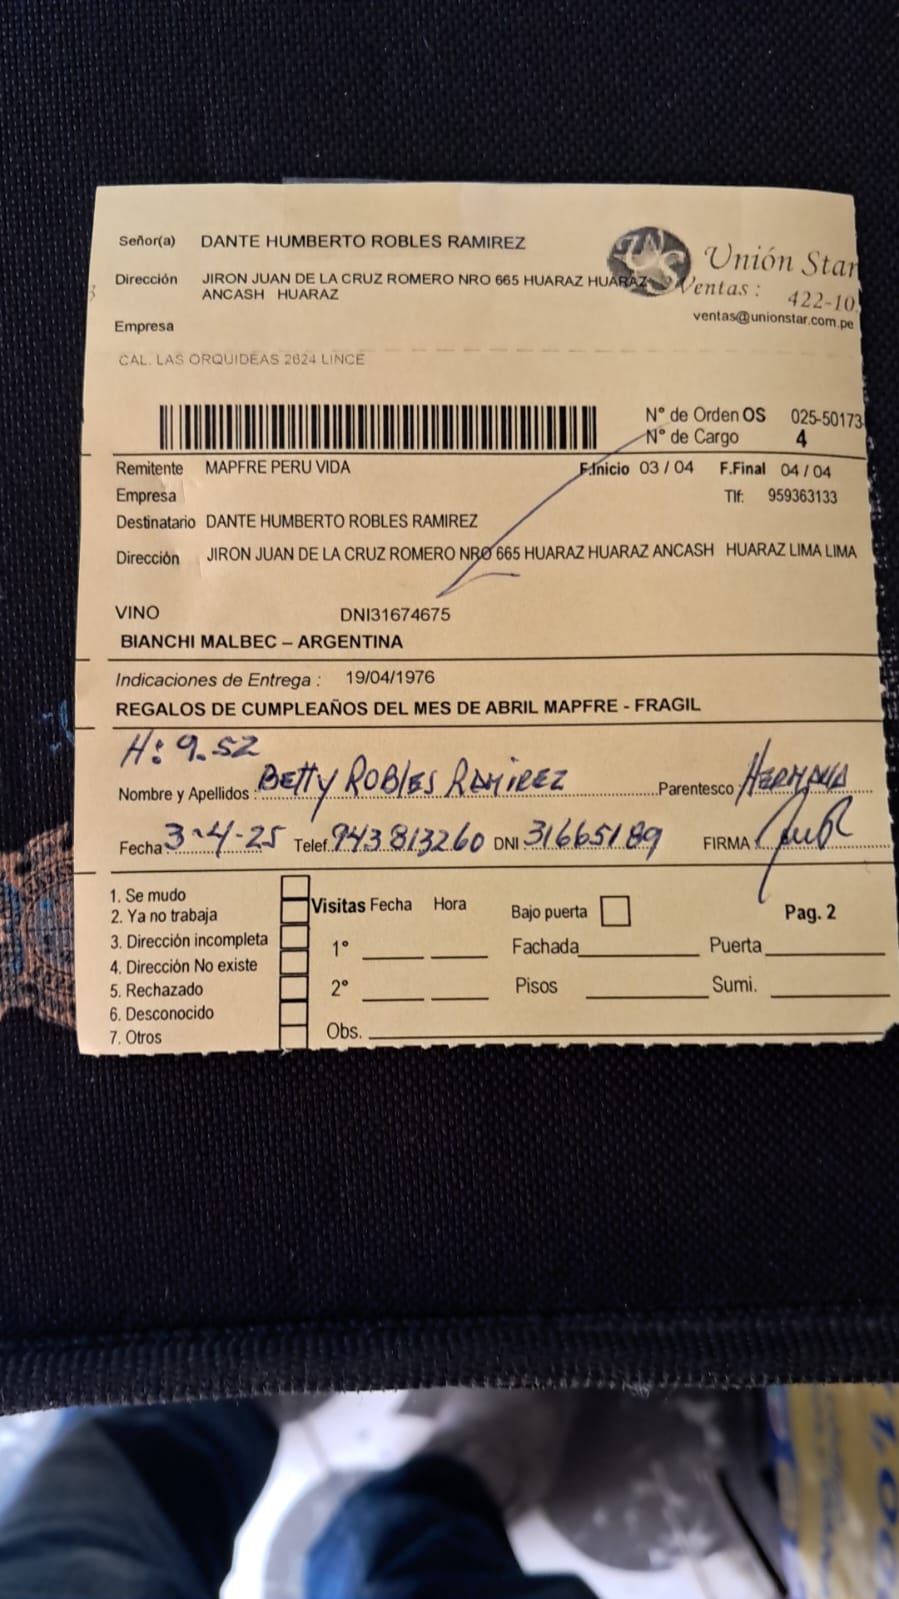 Señor(a) DANTE HUMBERTO ROBLES RAMIREZ
Unión Star
Dirección JIRON JUAN DE LA CRUZ ROMERO NRO 665 HUARAZ HUARAZ
ANCASH HUARAZ
Ventas : 422-10
ventas@unionstar.com.pe
Empresa
CAL. LAS ORQUIDEAS 2624 LINCE
N° de Orden OS 025-50173
N° de Cargo 4
Remitente MAPFRE PERU VIDA F.Inicio 03 / 04 F.Final 04 / 04
Empresa Tlf: 959363133
Destinatario DANTE HUMBERTO ROBLES RAMIREZ
Dirección JIRON JUAN DE LA CRUZ ROMERO NRO 665 HUARAZ HUARAZ ANCASH HUARAZ LIMA LIMA
VINO DNI31674675
BIANCHI MALBEC – ARGENTINA
Indicaciones de Entrega : 19/04/1976
REGALOS DE CUMPLEAÑOS DEL MES DE ABRIL MAPFRE - FRAGIL
H: 9.52
Nombre y Apellidos : BETTY ROBLES RAMIREZ Parentesco HERMANA
Fecha 3-4-25 Telef. 943813260 DNI 31665189 FIRMA
1. Se mudo
2. Ya no trabaja
3. Dirección incompleta
4. Dirección No existe
5. Rechazado
6. Desconocido
7. Otros
Visitas Fecha Hora Bajo puerta Pag. 2
1° Fachada Puerta
2° Pisos Sumi.
Obs.